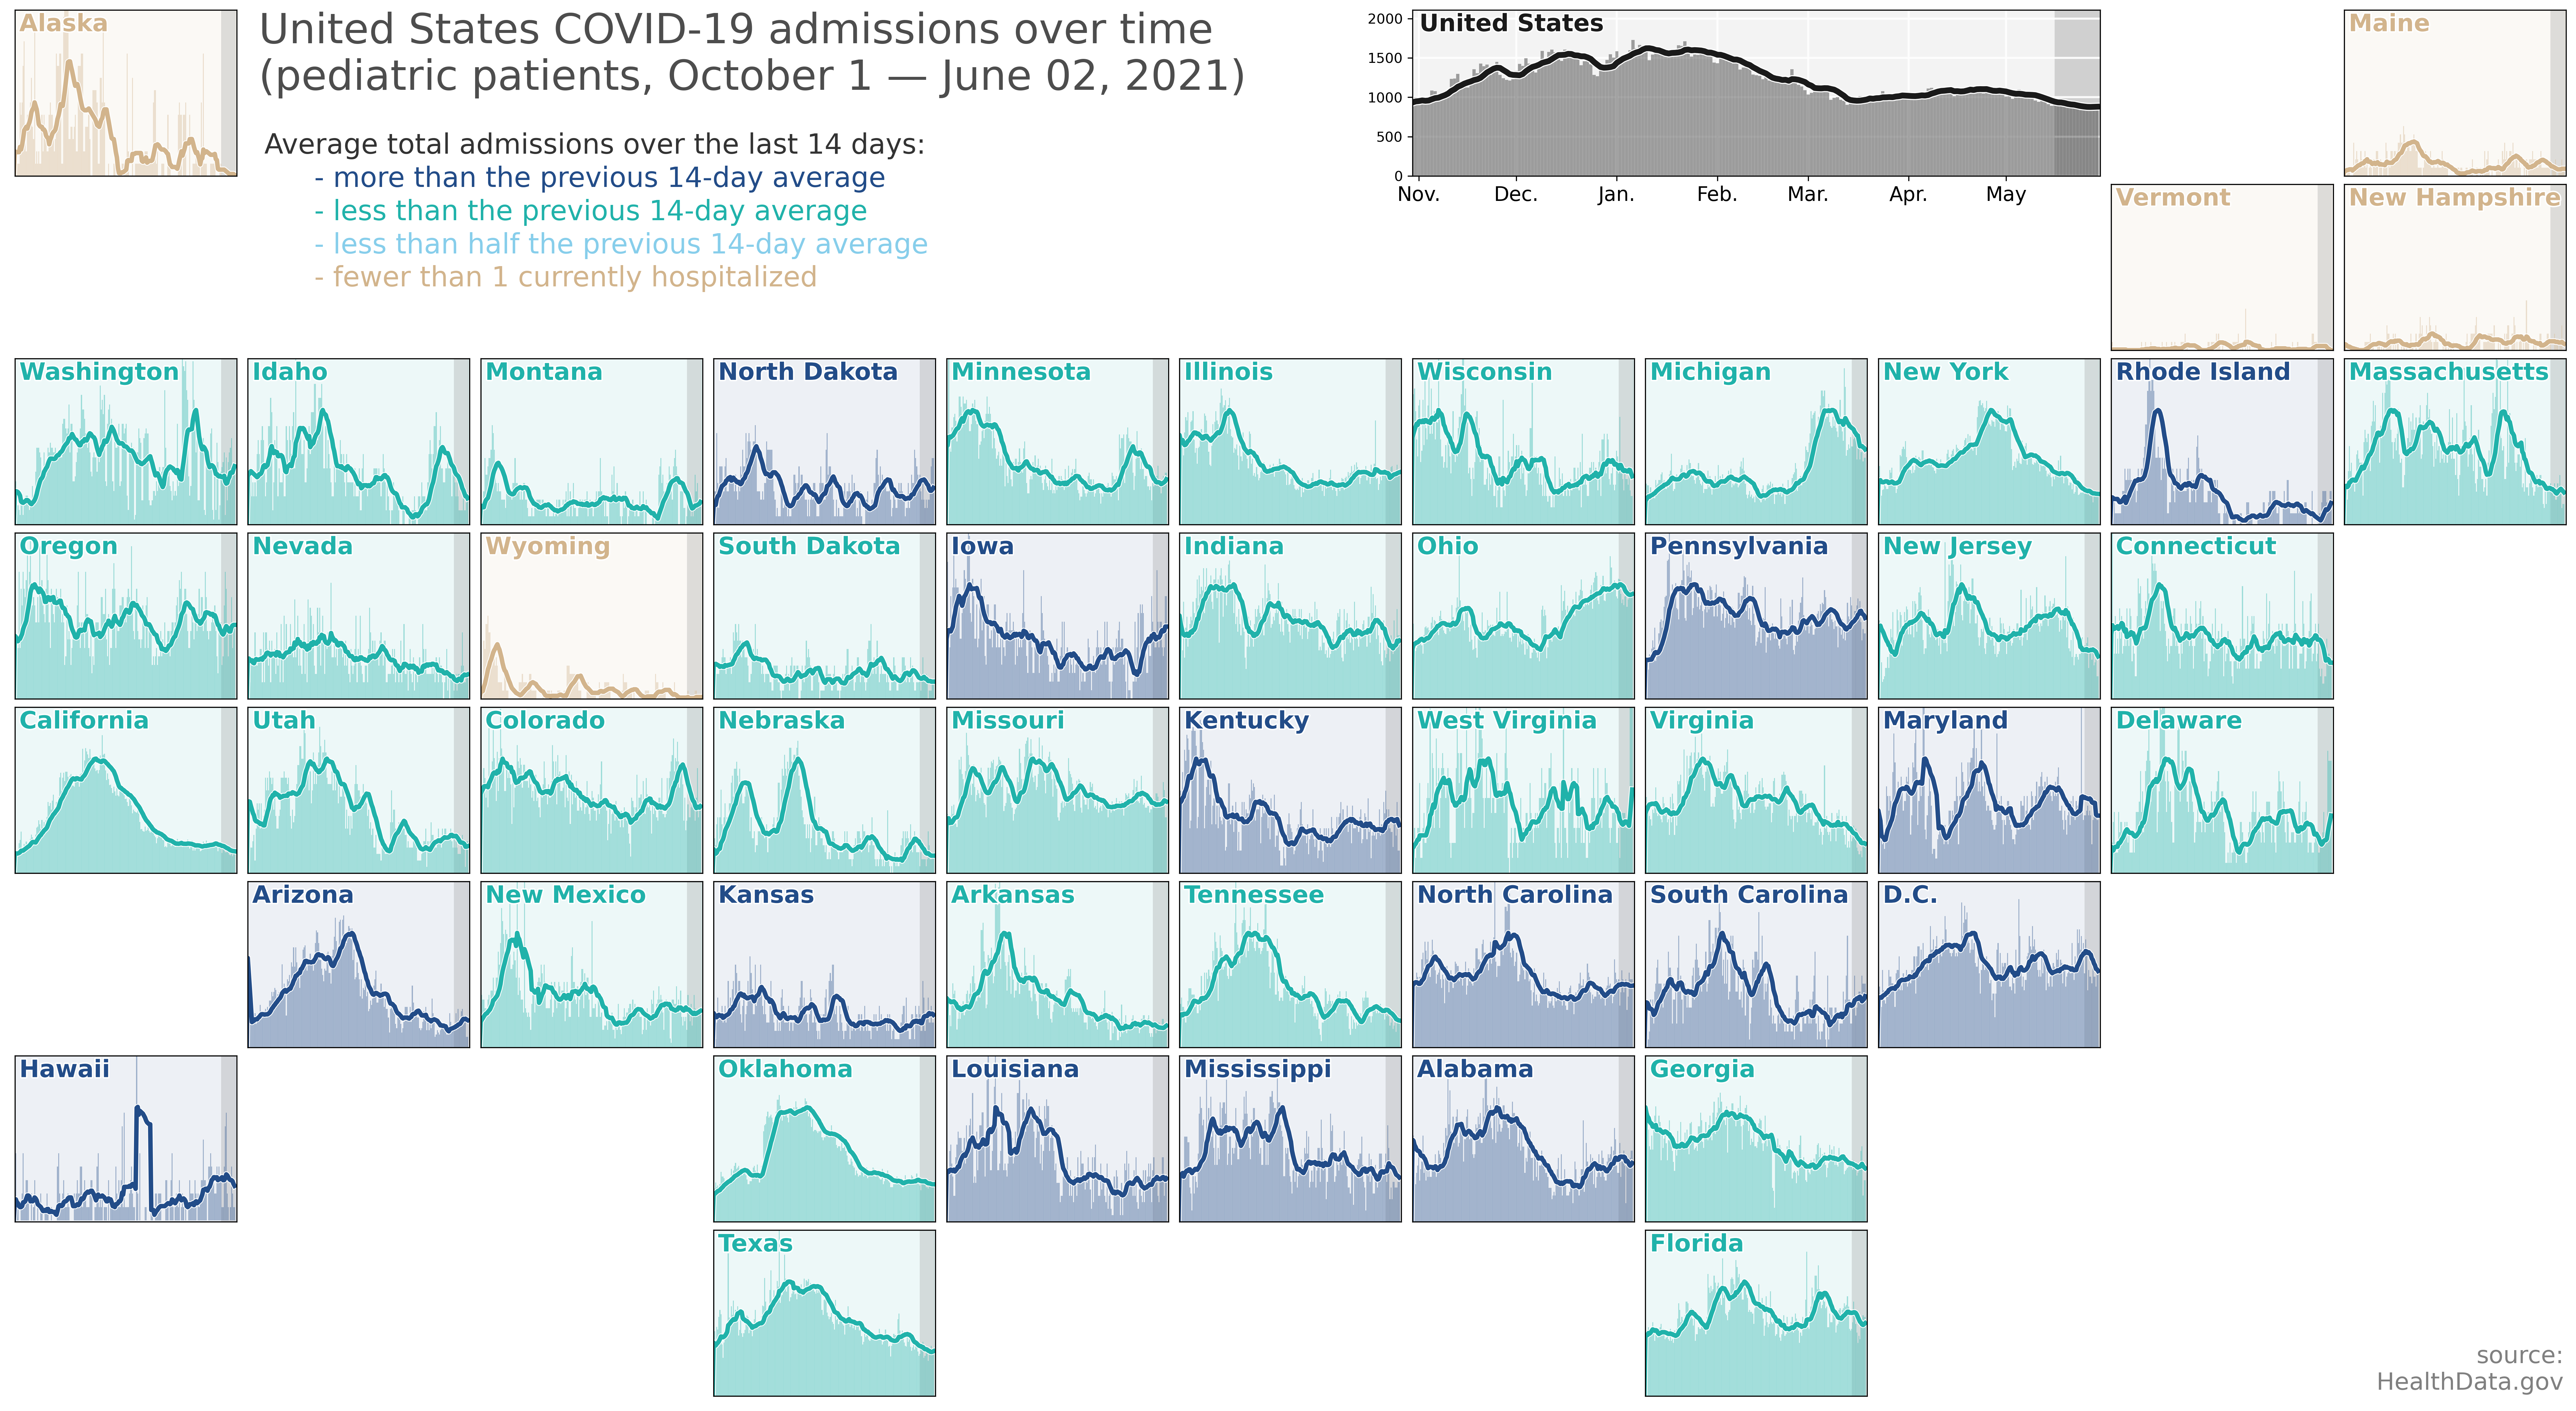 Alaska
United States COVID-19 admissions over time
(pediatric patients, October 1 — June 02, 2021)
Average total admissions over the last 14 days:
- more than the previous 14-day average
- less than the previous 14-day average
- less than half the previous 14-day average
- fewer than 1 currently hospitalized
United States
2000
1500
1000
500
0
Nov. Dec. Jan. Feb. Mar. Apr. May
Maine
Vermont
New Hampshire
Washington
Idaho
Montana
North Dakota
Minnesota
Illinois
Wisconsin
Michigan
New York
Rhode Island
Massachusetts
Oregon
Nevada
Wyoming
South Dakota
Iowa
Indiana
Ohio
Pennsylvania
New Jersey
Connecticut
California
Utah
Colorado
Nebraska
Missouri
Kentucky
West Virginia
Virginia
Maryland
Delaware
Arizona
New Mexico
Kansas
Arkansas
Tennessee
North Carolina
South Carolina
D.C.
Hawaii
Oklahoma
Louisiana
Mississippi
Alabama
Georgia
Texas
Florida
source:
HealthData.gov